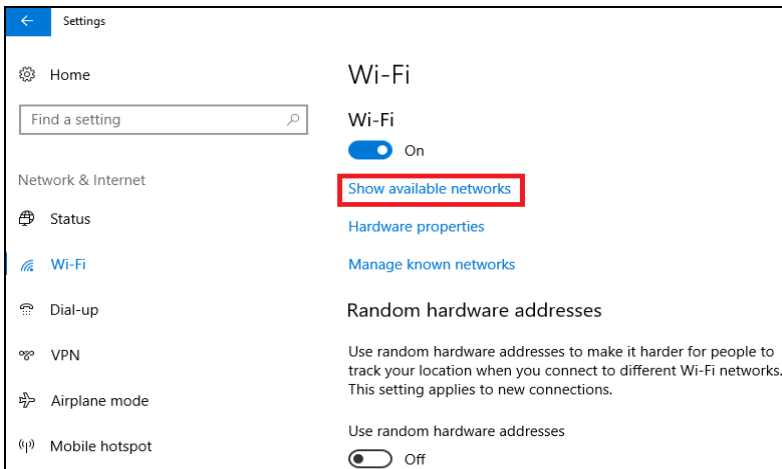 Settings
Home
Find a setting
Network & Internet
Status
Wi-Fi
Dial-up
VPN
Airplane mode
Mobile hotspot
Wi-Fi
Wi-Fi
On
Show available networks
Hardware properties
Manage known networks
Random hardware addresses
Use random hardware addresses to make it harder for people to
track your location when you connect to different Wi-Fi networks.
This setting applies to new connections.
Use random hardware addresses
Off